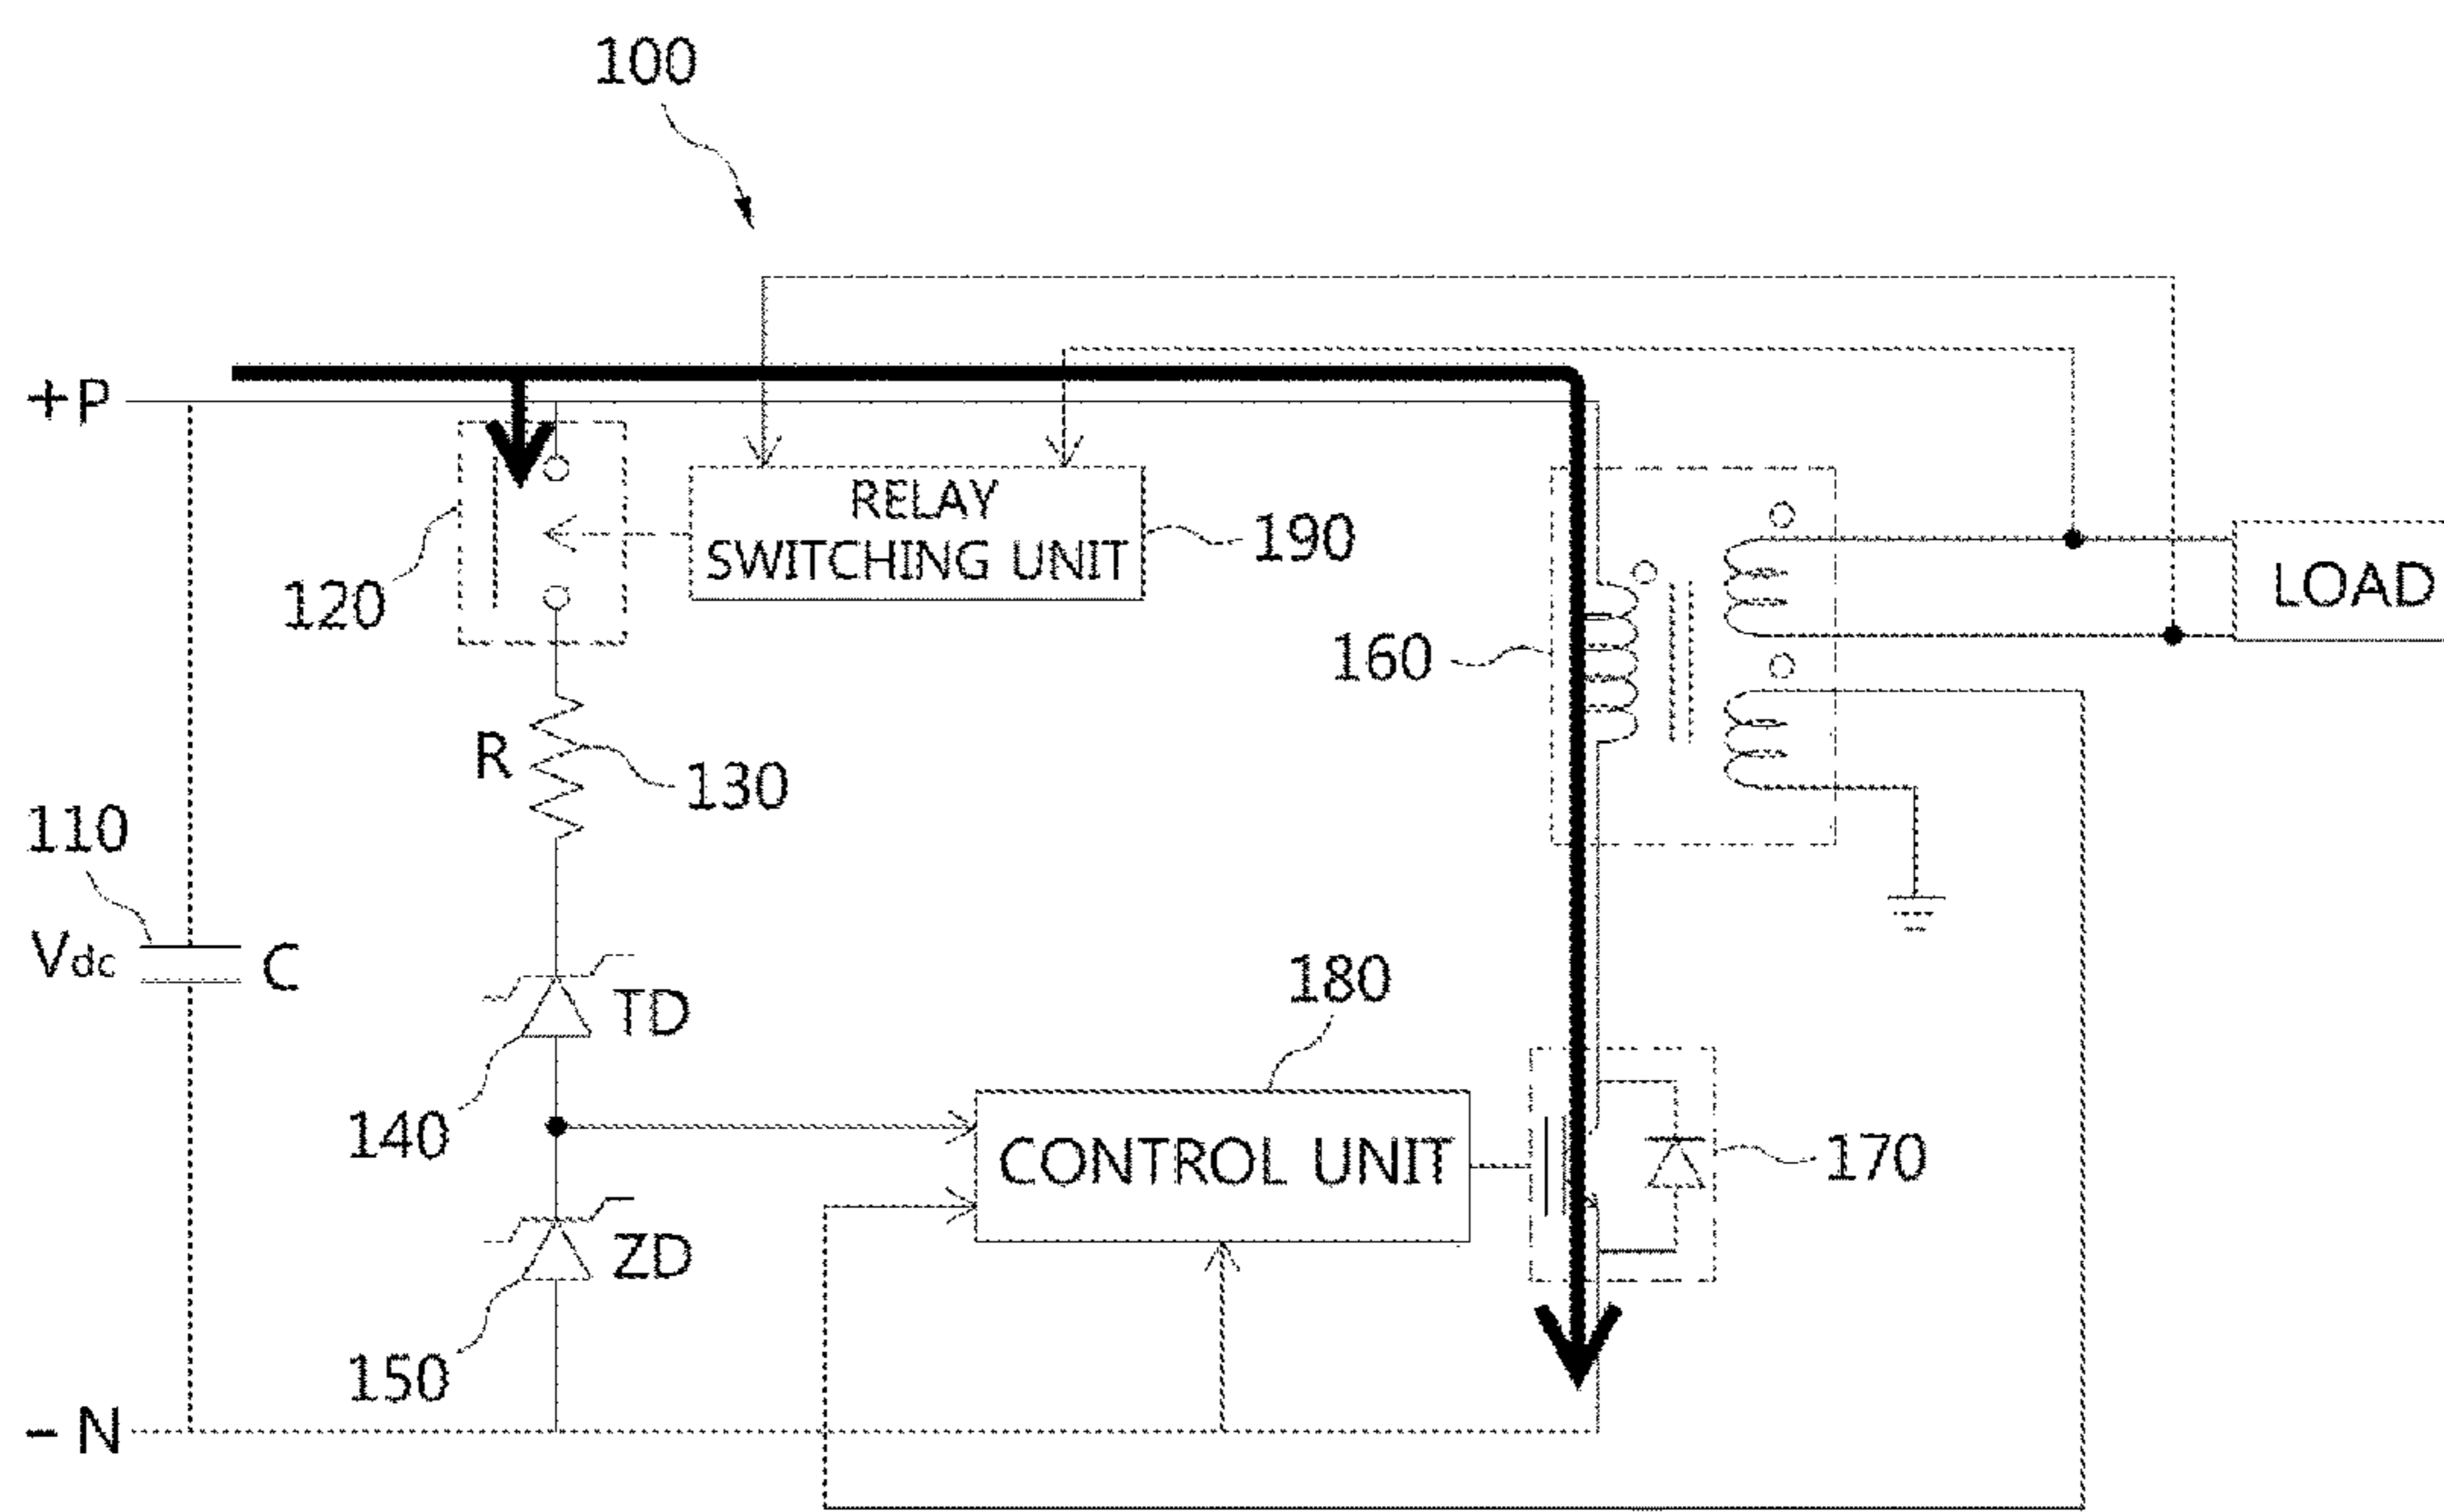 100
+P
RELAY
SWITCHING UNIT
190
120
LOAD
160
R
130
110
Vdc
C
180
TD
140
CONTROL UNIT
170
ZD
150
- N